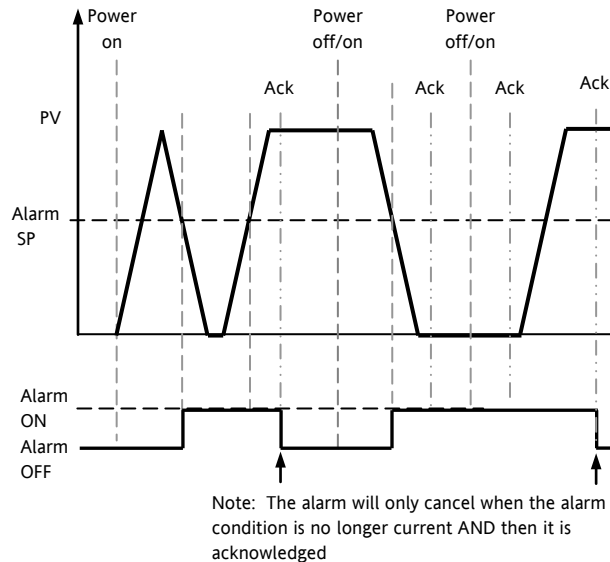 Power
on
Power
off/on
Power
off/on
Ack
Ack
Ack
Ack
PV
Alarm
SP
Alarm
ON
Alarm
OFF
Note: The alarm will only cancel when the alarm
condition is no longer current AND then it is
acknowledged